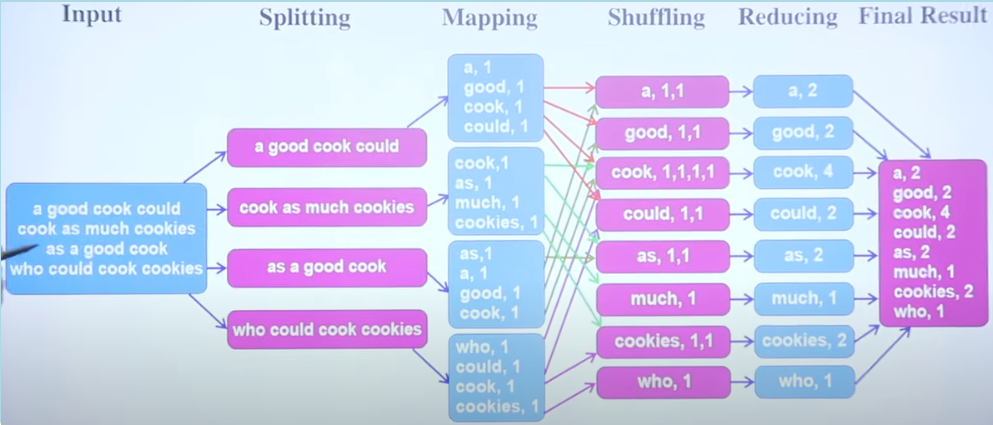 Input
Splitting
Mapping
Shuffling
Reducing
Final Result
a good cook could
cook as much cookies
as a good cook
who could cook cookies
a good cook could
cook as much cookies
as a good cook
who could cook cookies
a, 1
good, 1
cook, 1
could, 1
cook,1
as, 1
much, 1
cookies, 1
as,1
a, 1
good, 1
cook, 1
who, 1
could, 1
cook, 1
cookies, 1
a, 1,1
good, 1,1
cook, 1,1,1,1
could, 1,1
as, 1,1
much, 1
cookies, 1,1
who, 1
a, 2
good, 2
cook, 4
could, 2
as, 2
much, 1
cookies, 2
who, 1
a, 2
good, 2
cook, 4
could, 2
as, 2
much, 1
cookies, 2
who, 1